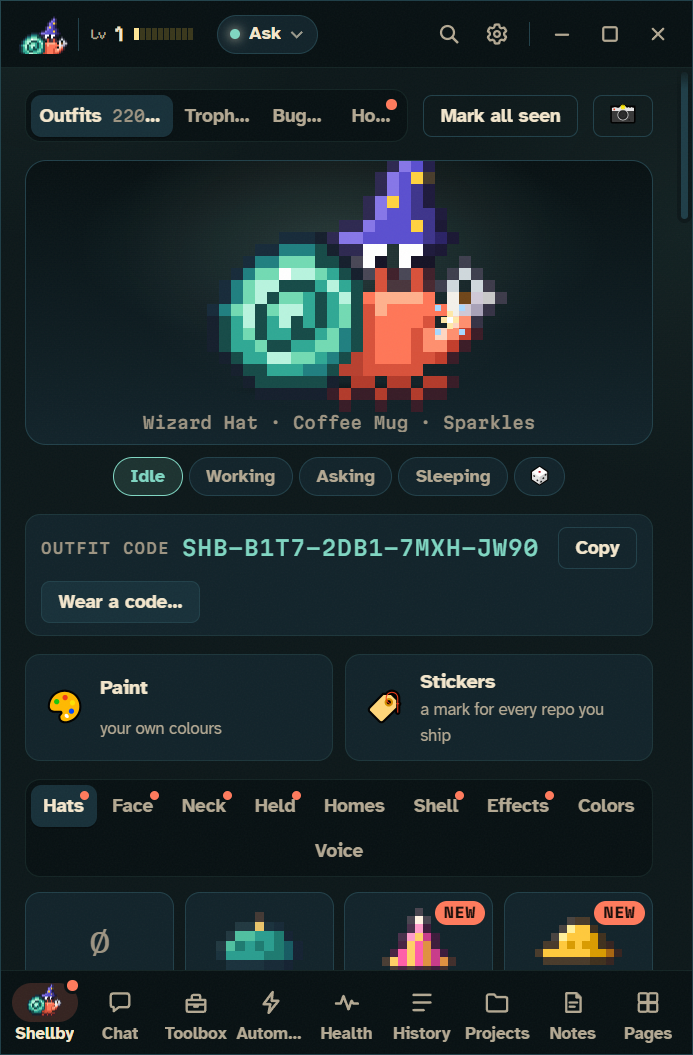 Lv 1
Ask
Outfits 220...
Troph...
Bug...
Ho...
Mark all seen
Wizard Hat · Coffee Mug · Sparkles
Idle
Working
Asking
Sleeping
OUTFIT CODE SHB-B1T7-2DB1-7MXH-JW90
Copy
Wear a code...
Paint
your own colours
Stickers
a mark for every repo you
ship
Hats
Face
Neck
Held
Homes
Shell
Effects
Colors
Voice
Ø
NEW
NEW
Shellby
Chat
Toolbox
Autom...
Health
History
Projects
Notes
Pages